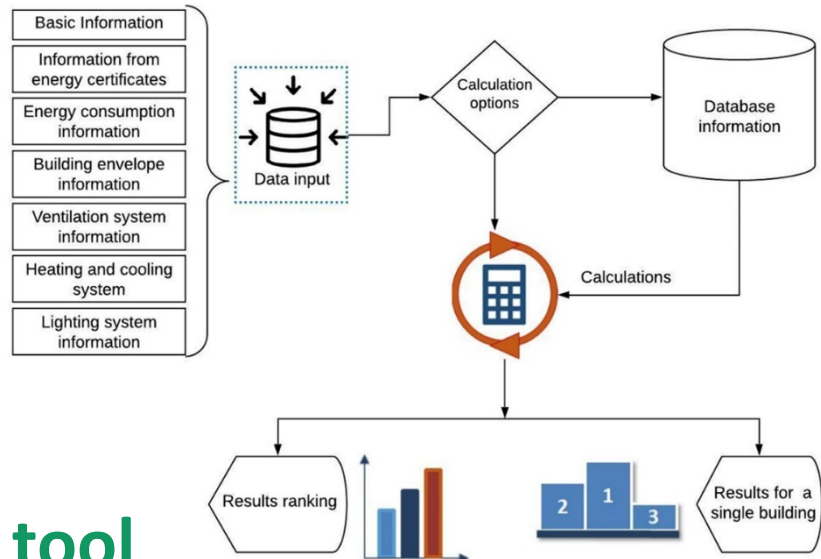 Basic Information
Information from
energy certificates
Energy consumption
information
Building envelope
information
Ventilation system
information
Heating and cooling
system
Lighting system
information
Data input
Calculation
options
Database
information
Calculations
Results ranking
2
1
3
Results for a
single building
tool